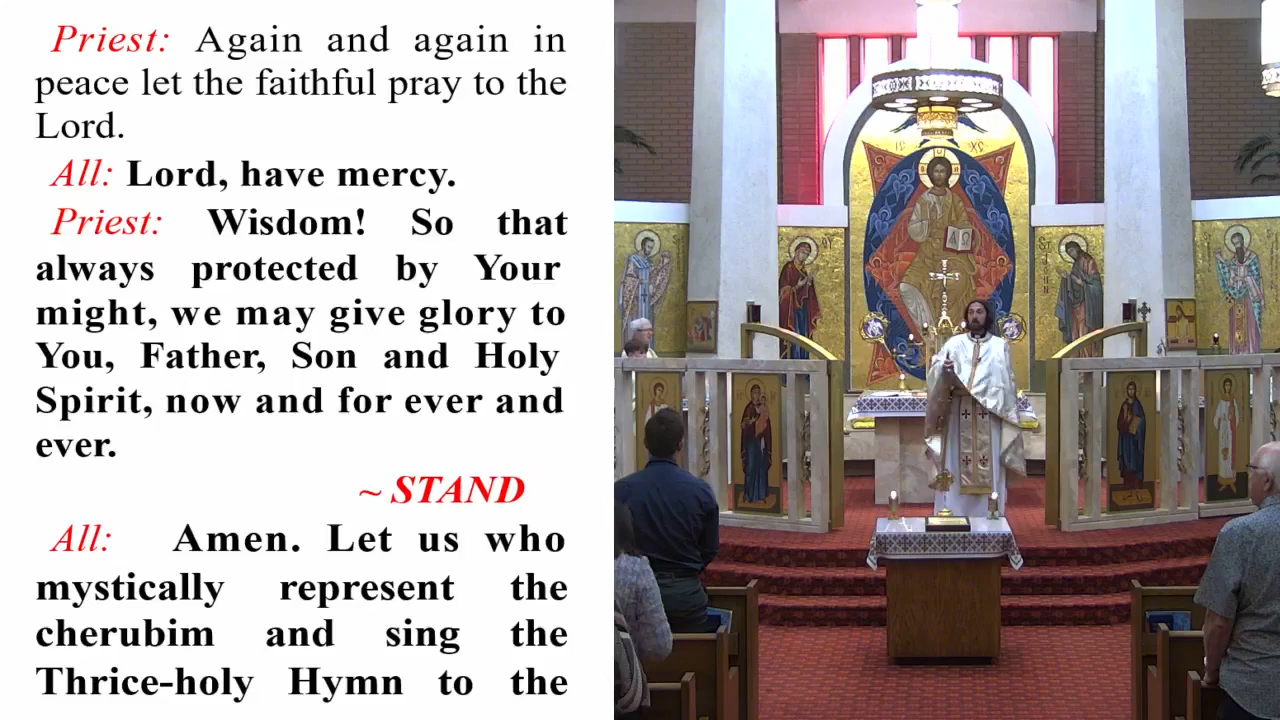 Priest: Again and again in
peace let the faithful pray to the
Lord.
All: Lord, have mercy.
Priest: Wisdom! So that
always protected by Your
might, we may give glory to
You, Father, Son and Holy
Spirit, now and for ever and
ever.
~ STAND
All: Amen. Let us who
mystically represent the
cherubim and sing the
Thrice-holy Hymn to the
IC XC
Α Ω